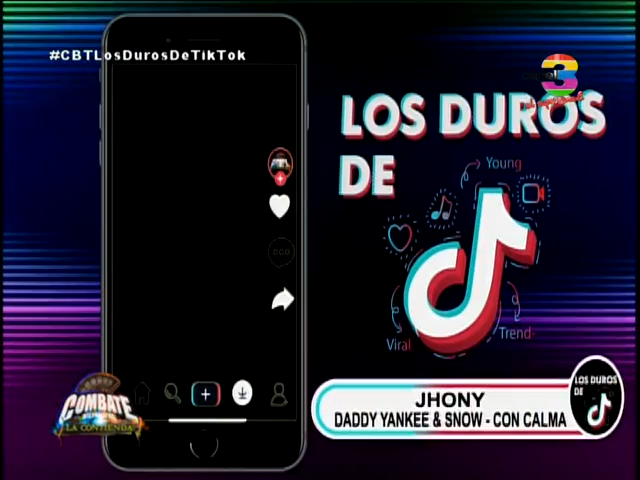 #CBTLosDurosDeTikTok
3
LOS DUROS
DE
Young
Viral
Trend-
COMBATE
LA CONTIENDA
JHONY
DADDY YANKEE & SNOW - CON CALMA
LOS DUROS
DE